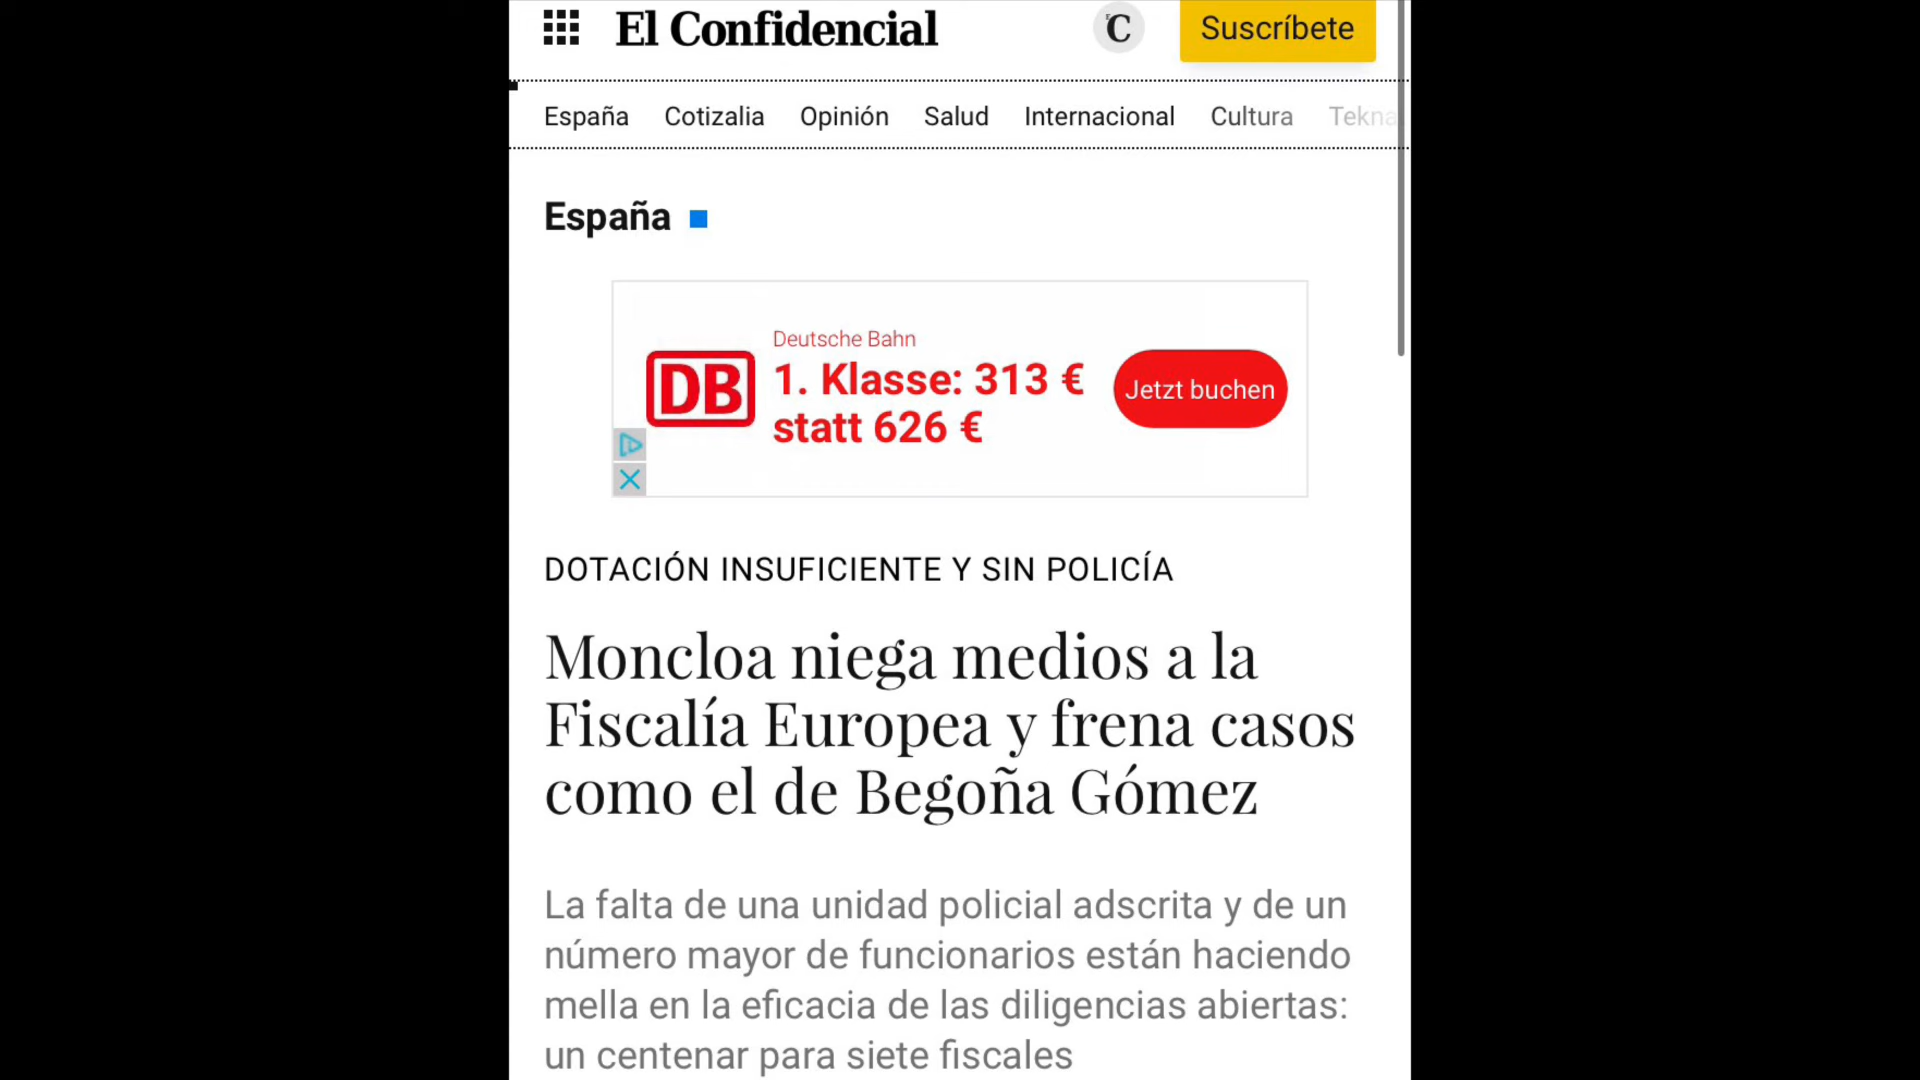 El Confidencial
Suscríbete
España Cotizalia Opinión Salud Internacional Cultura Tekna
España
Deutsche Bahn
DB
1. Klasse: 313 €
statt 626 €
Jetzt buchen
DOTACIÓN INSUFICIENTE Y SIN POLICÍA
Moncloa niega medios a la
Fiscalía Europea y frena casos
como el de Begoña Gómez
La falta de una unidad policial adscrita y de un
número mayor de funcionarios están haciendo
mella en la eficacia de las diligencias abiertas:
un centenar para siete fiscales